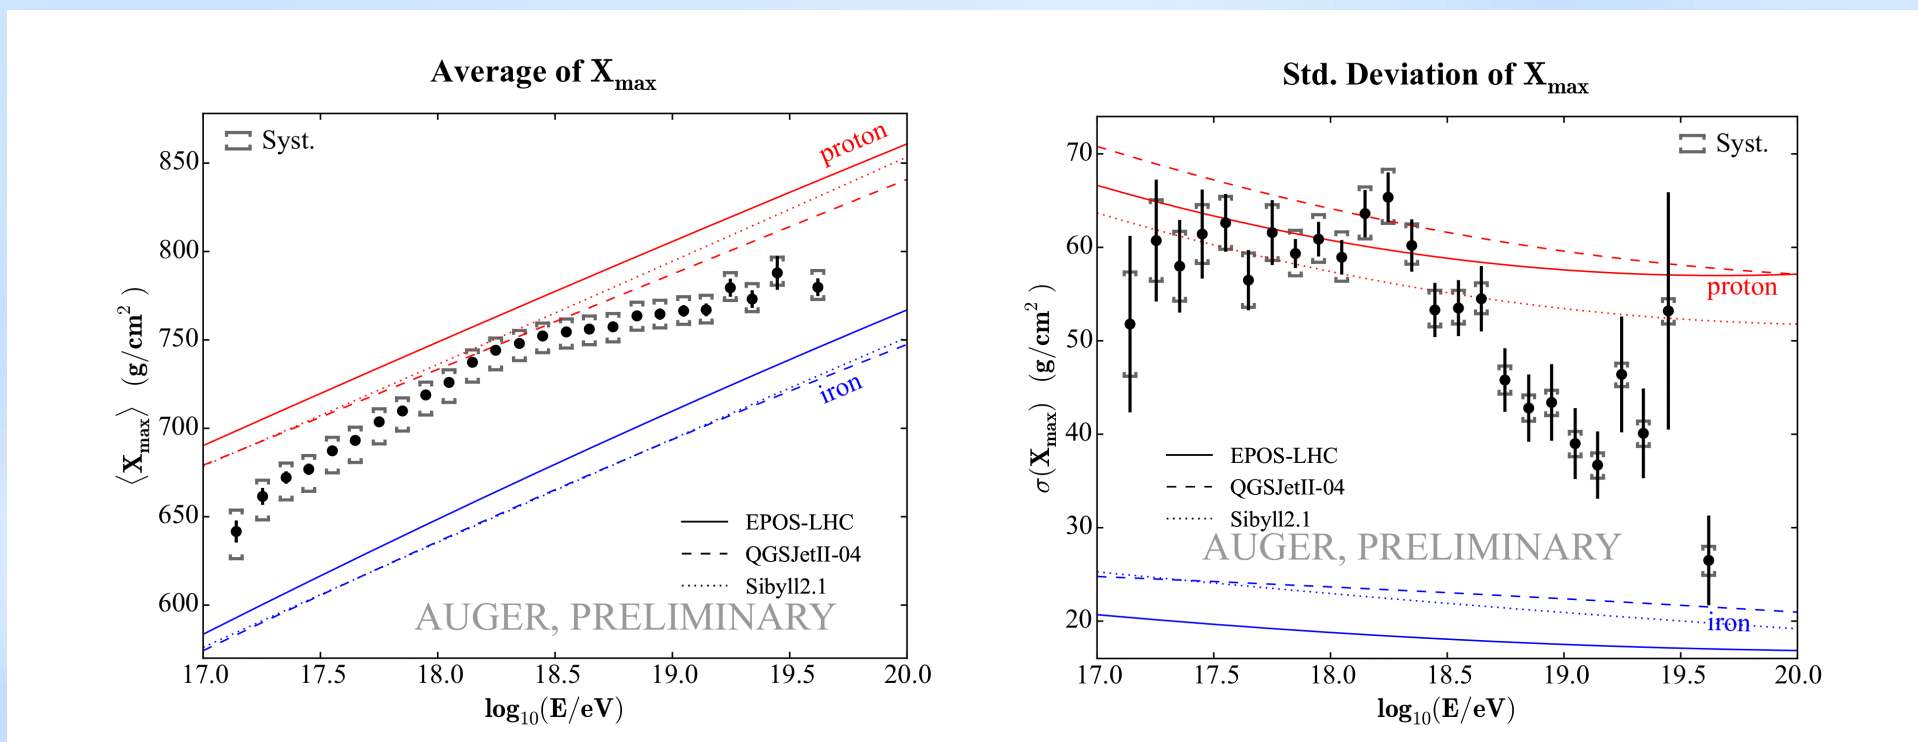 Average of Xmax
Syst.
proton
iron
EPOS-LHC
QGSJetII-04
Sibyll2.1
AUGER, PRELIMINARY
850
800
750
700
650
600
⟨Xmax⟩ (g/cm²)
17.0 17.5 18.0 18.5 19.0 19.5 20.0
log₁₀(E/eV)
Std. Deviation of Xmax
Syst.
proton
EPOS-LHC
QGSJetII-04
Sibyll2.1
AUGER, PRELIMINARY
iron
70
60
50
40
30
20
σ(Xmax) (g/cm²)
17.0 17.5 18.0 18.5 19.0 19.5 20.0
log₁₀(E/eV)